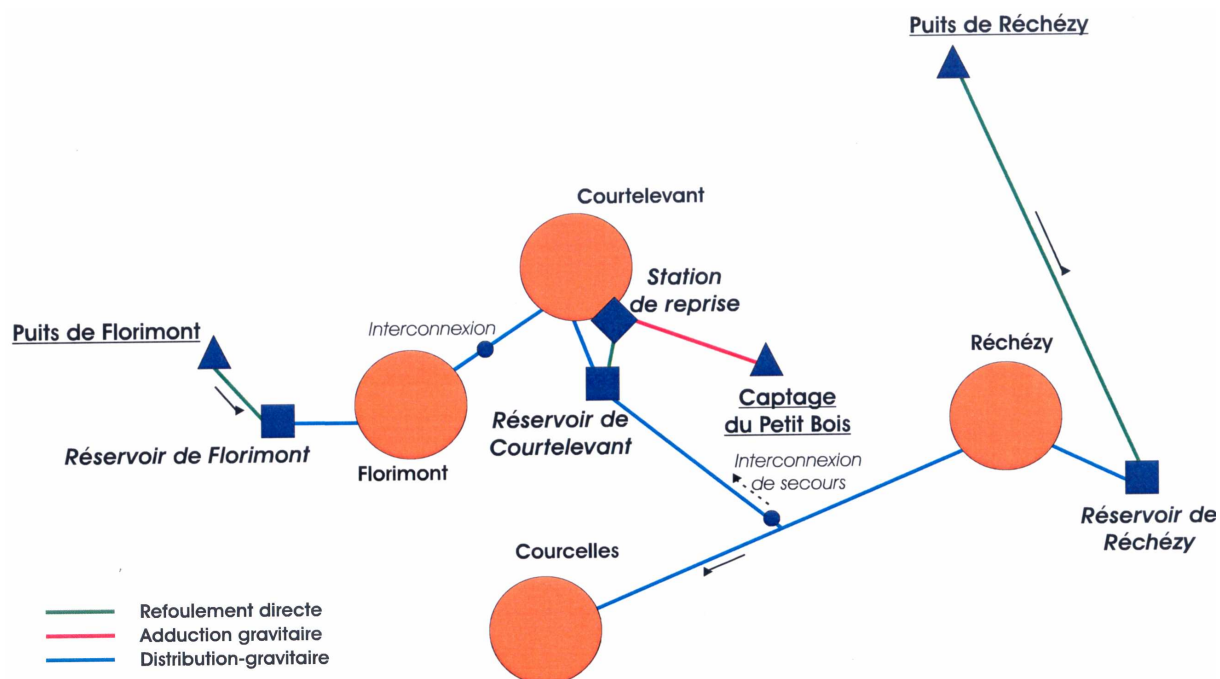 Puits de Réchézy
Courtelevant
Station
de reprise
Puits de Florimont
Interconnexion
Réchézy
Captage
du Petit Bois
Réservoir de
Courtelevant
Réservoir de Florimont
Florimont
Interconnexion
de secours
Réservoir de
Réchézy
Courcelles
Refoulement directe
Adduction gravitaire
Distribution-gravitaire